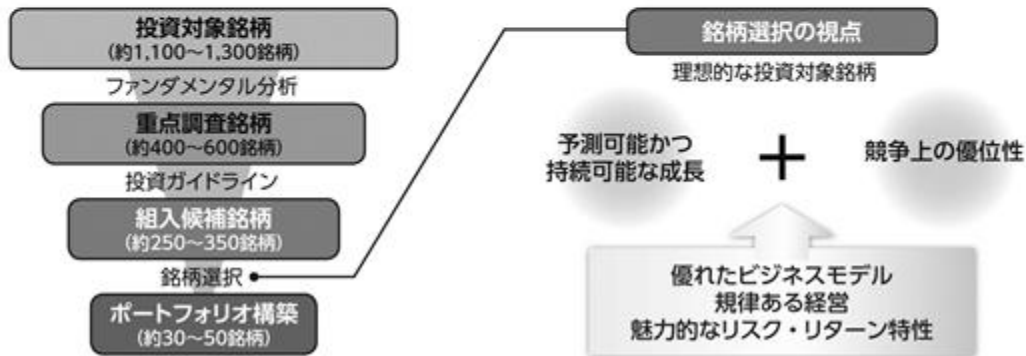 投資対象銘柄
(約1,100～1,300銘柄)
ファンダメンタル分析
重点調査銘柄
(約400～600銘柄)
投資ガイドライン
組入候補銘柄
(約250～350銘柄)
銘柄選択
ポートフォリオ構築
(約30～50銘柄)
銘柄選択の視点
理想的な投資対象銘柄
予測可能かつ
持続可能な成長
+
競争上の優位性
優れたビジネスモデル
規律ある経営
魅力的なリスク・リターン特性